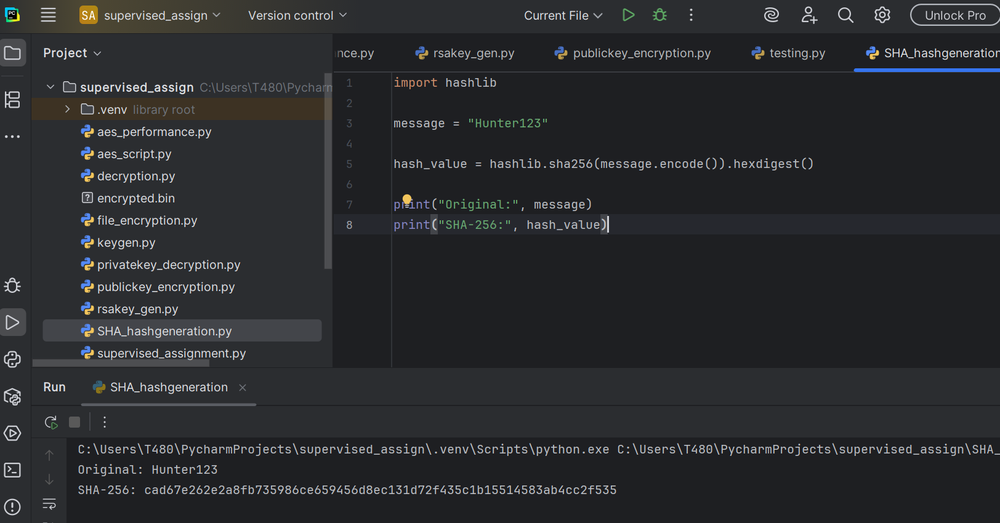 PC
SA supervised_assign Version control Current File Unlock Pro
Project
nce.py rsakey_gen.py publickey_encryption.py testing.py SHA_hashgeneration
supervised_assign C:\Users\T480\Pycharm
.venv library root
aes_performance.py
aes_script.py
decryption.py
? encrypted.bin
file_encryption.py
keygen.py
privatekey_decryption.py
publickey_encryption.py
rsakey_gen.py
SHA_hashgeneration.py
supervised_assignment.py
1 import hashlib
2
3 message = "Hunter123"
4
5 hash_value = hashlib.sha256(message.encode()).hexdigest()
6
7 print("Original:", message)
8 print("SHA-256:", hash_value)
Run SHA_hashgeneration
C:\Users\T480\PycharmProjects\supervised_assign\.venv\Scripts\python.exe C:\Users\T480\PycharmProjects\supervised_assign\SHA_
Original: Hunter123
SHA-256: cad67e262e2a8fb735986ce659456d8ec131d72f435c1b15514583ab4cc2f535